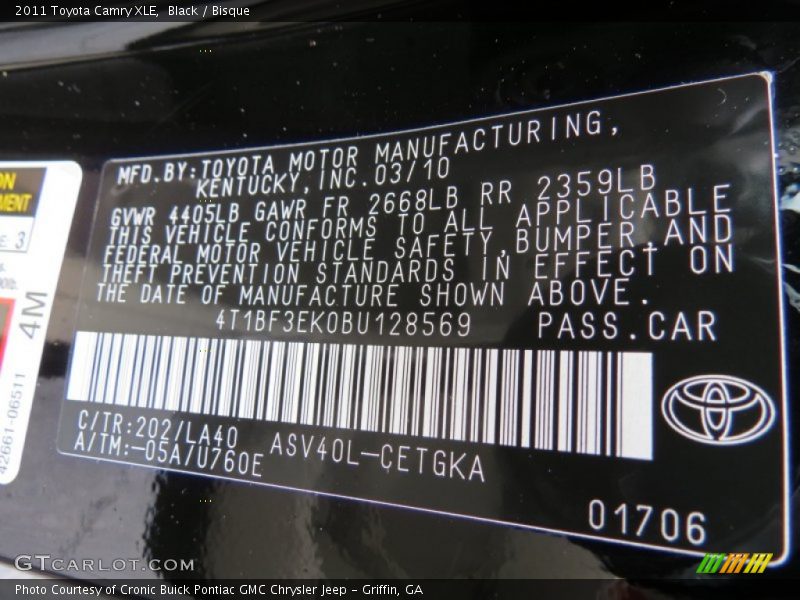 2011 Toyota Camry XLE,  Black / Bisque
MFD.BY:TOYOTA MOTOR MANUFACTURING,
KENTUCKY,INC.03/10
GVWR 4405LB GAWR FR 2668LB RR 2359LB
THIS VEHICLE CONFORMS TO ALL APPLICABLE
FEDERAL MOTOR VEHICLE SAFETY,BUMPER,AND
THEFT PREVENTION STANDARDS IN EFFECT ON
THE DATE OF MANUFACTURE SHOWN ABOVE.
4T1BF3EK0BU128569 PASS.CAR
C/TR:202/LA40 ASV40L-CETGKA
A/TM:-05A/U760E
01706
3
4M
42661-06511
GTCARLOT.COM
Photo Courtesy of Cronic Buick Pontiac GMC Chrysler Jeep - Griffin, GA